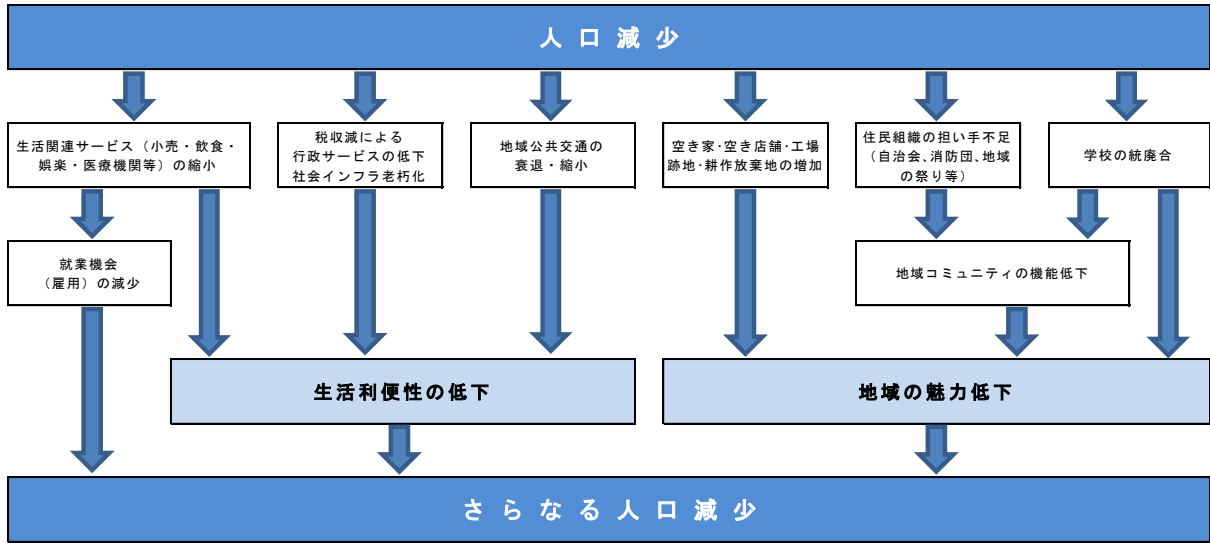 人口減少
生活関連サービス（小売・飲食・
娯楽・医療機関等）の縮小
税収減による
行政サービスの低下
社会インフラ老朽化
地域公共交通の
衰退・縮小
空き家・空き店舗・工場
跡地・耕作放棄地の増加
住民組織の担い手不足
（自治会、消防団、地域
の祭り等）
学校の統廃合
就業機会
（雇用）の減少
地域コミュニティの機能低下
生活利便性の低下
地域の魅力低下
さらなる人口減少